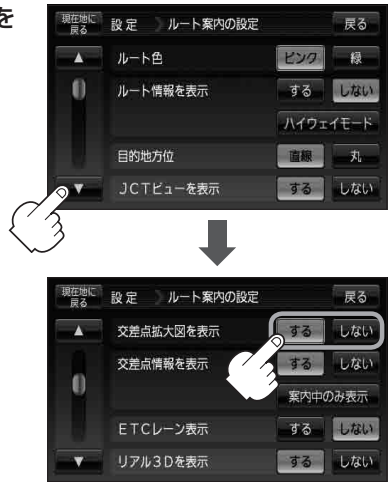 を
現在地に
戻る
設定 ルート案内の設定 戻る
▲ ルート色 ピンク 緑
ルート情報を表示 する しない
ハイウェイモード
目的地方位 直線 丸
▼ JCTビューを表示 する しない
現在地に
戻る
設定 ルート案内の設定 戻る
▲ 交差点拡大図を表示 する しない
交差点情報を表示 する しない
案内中のみ表示
ETCレーン表示 する しない
▼ リアル3Dを表示 する しない